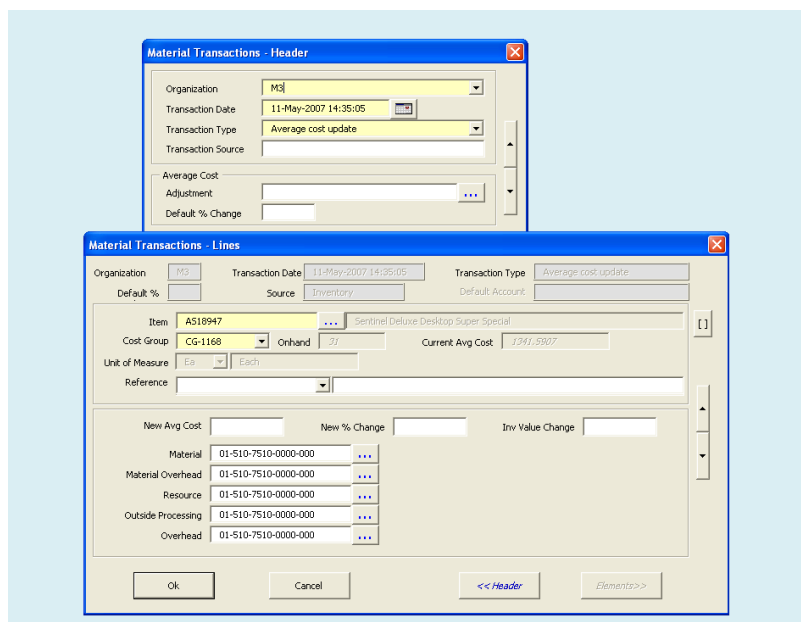 Material Transactions - Header
Organization M3
Transaction Date 11-May-2007 14:35:05
Transaction Type Average cost update
Transaction Source
Average Cost
Adjustment ...
Default % Change
Material Transactions - Lines
Organization M3 Transaction Date 11-May-2007 14:35:05 Transaction Type Average cost update
Default % Source Inventory Default Account
Item AS18947 ... Sentinel Deluxe Desktop Super Special
[ ]
Cost Group CG-1168 Onhand 31 Current Avg Cost 1341.5907
Unit of Measure Ea Each
Reference
New Avg Cost New % Change Inv Value Change
Material 01-510-7510-0000-000 ...
Material Overhead 01-510-7510-0000-000 ...
Resource 01-510-7510-0000-000 ...
Outside Processing 01-510-7510-0000-000 ...
Overhead 01-510-7510-0000-000 ...
Ok Cancel << Header Elements>>